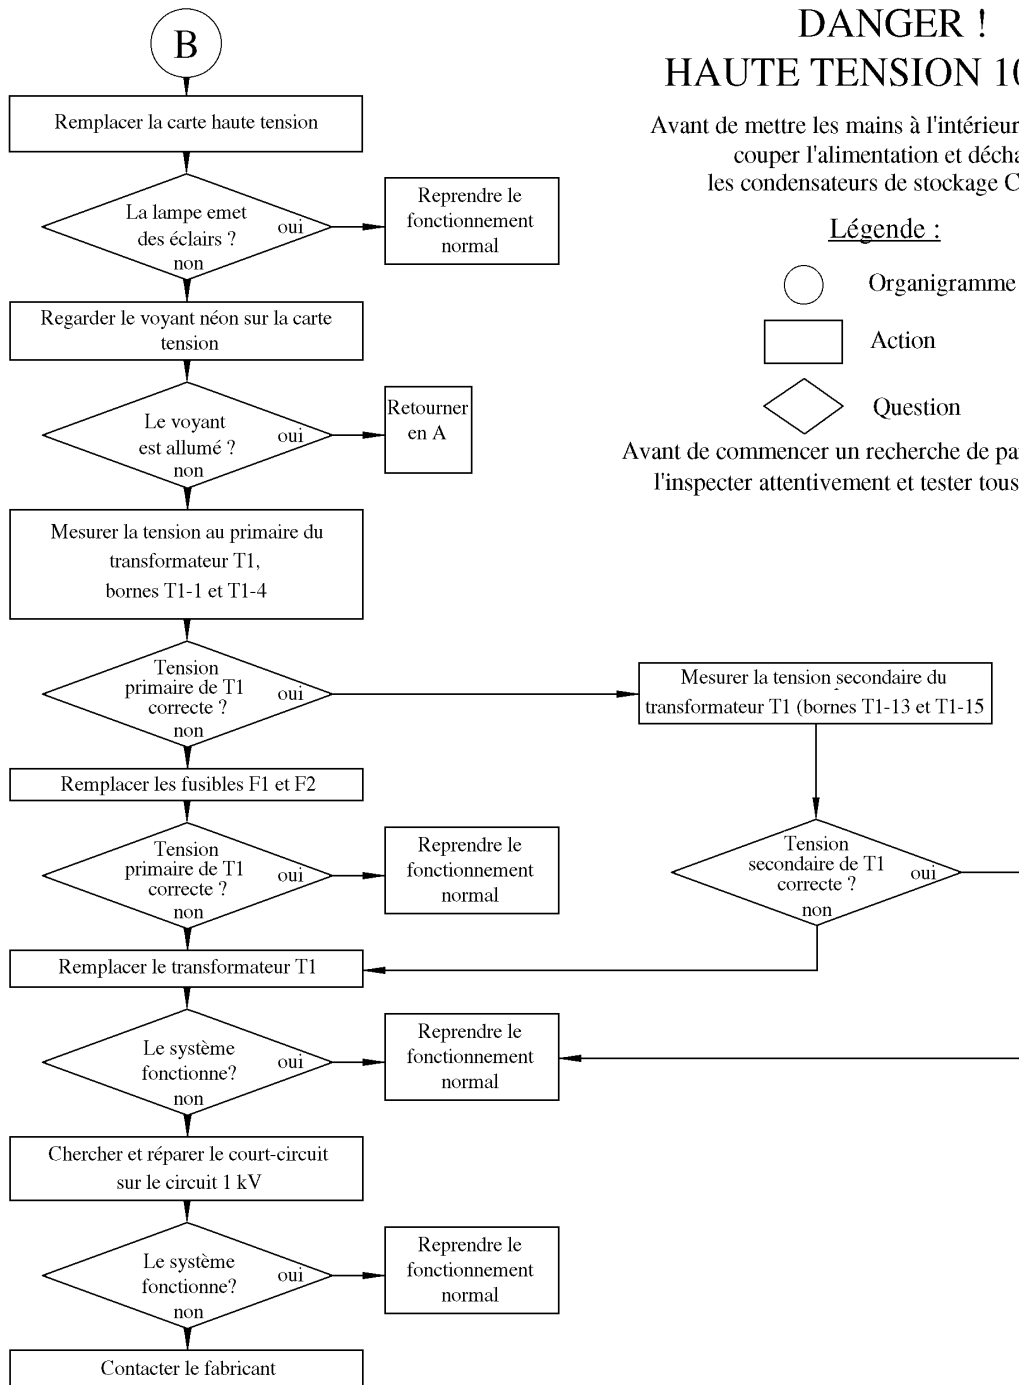 B
DANGER !
HAUTE TENSION
Avant de mettre les mains à l'intérieur
couper l'alimentation et
les condensateurs de stockage
Légende :
Organigramme
Action
Question
Avant de commencer un recherche de
l'inspecter attentivement et tester tous
Remplacer la carte haute tension
La lampe emet
des éclairs ?
oui
non
Reprendre le
fonctionnement
normal
Regarder le voyant néon sur la carte
tension
Le voyant
est allumé ?
oui
non
Retourner
en A
Mesurer la tension au primaire du
transformateur T1,
bornes T1-1 et T1-4
Tension
primaire de T1
correcte ?
oui
non
Mesurer la tension secondaire du
transformateur T1 (bornes T1-13 et T1-15
Remplacer les fusibles F1 et F2
Tension
primaire de T1
correcte ?
oui
non
Reprendre le
fonctionnement
normal
Tension
secondaire de T1
correcte ?
oui
non
Remplacer le transformateur T1
Le système
fonctionne?
oui
non
Reprendre le
fonctionnement
normal
Chercher et réparer le court-circuit
sur le circuit 1 kV
Le système
fonctionne?
oui
non
Reprendre le
fonctionnement
normal
Contacter le fabricant